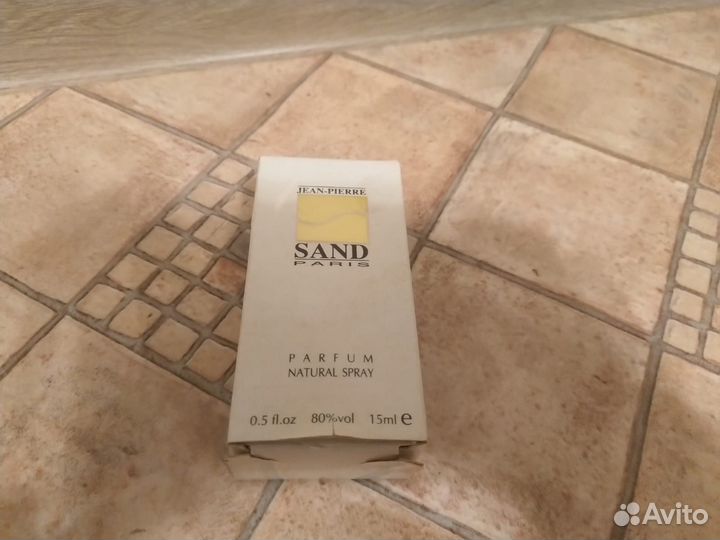 JEAN-PIERRE
SAND
PARIS
PARFUM
NATURAL SPRAY
0.5 fl.oz 80%vol 15ml e
Avito